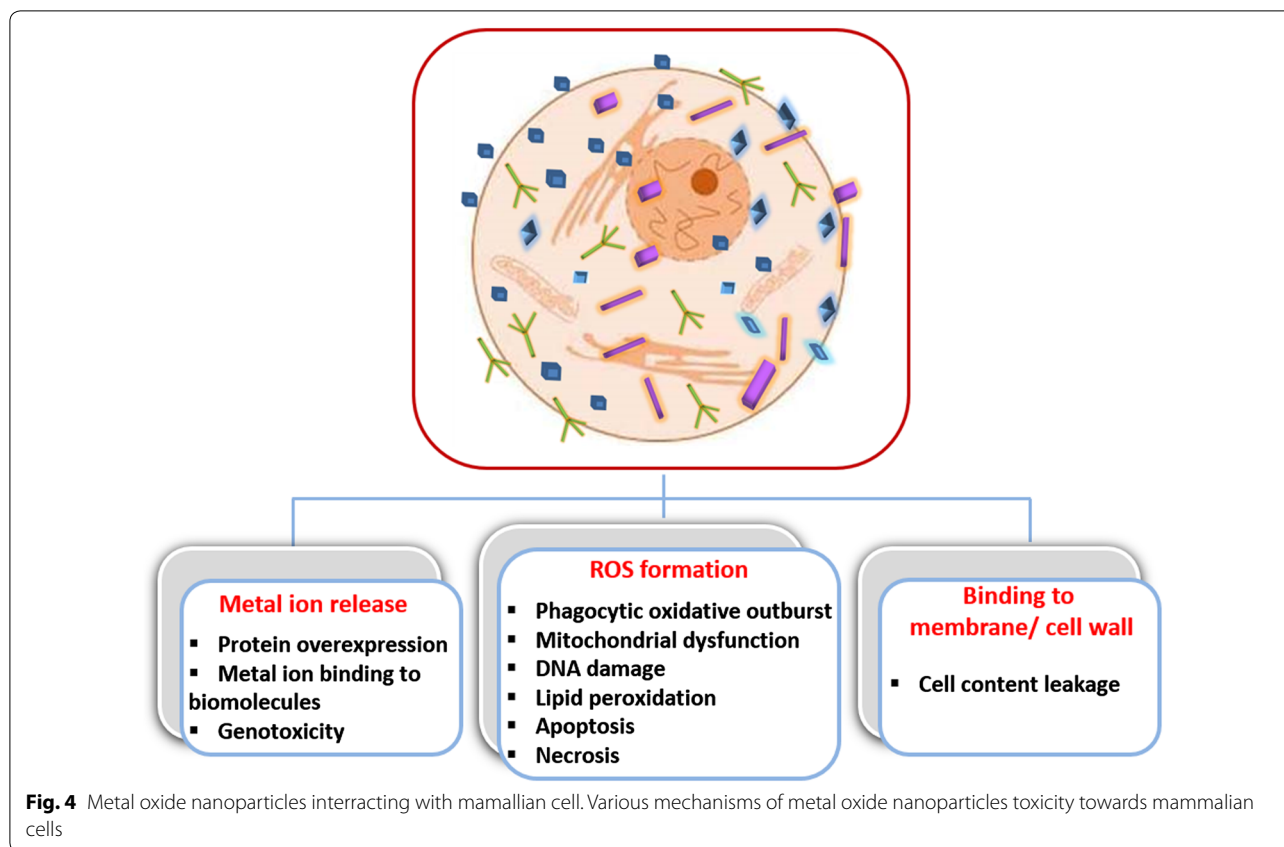 Metal ion release
▪ Protein overexpression
▪ Metal ion binding to
biomolecules
▪ Genotoxicity
ROS formation
▪ Phagocytic oxidative outburst
▪ Mitochondrial dysfunction
▪ DNA damage
▪ Lipid peroxidation
▪ Apoptosis
▪ Necrosis
Binding to
membrane/ cell wall
▪ Cell content leakage
Fig. 4 Metal oxide nanoparticles interracting with mamallian cell. Various mechanisms of metal oxide nanoparticles toxicity towards mammalian
cells